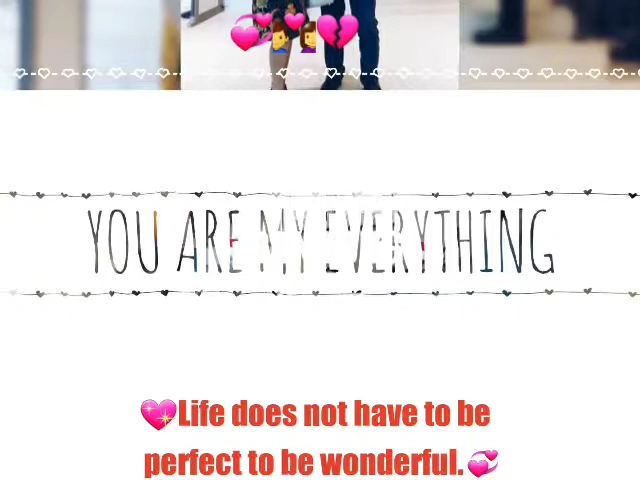 YOU ARE MY EVERYTHING
💖Life does not have to be
perfect to be wonderful.💞